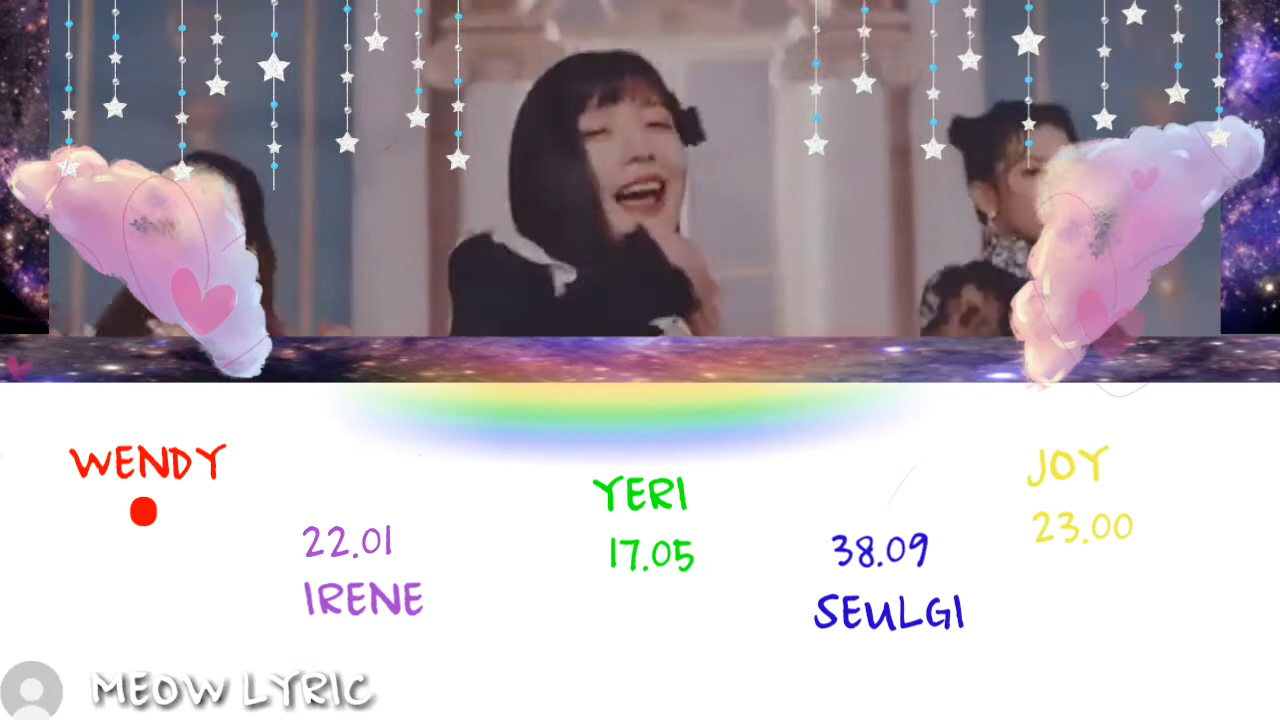 WENDY
22.01
IRENE
YERI
17.05
38.09
SEULGI
JOY
23.00
MEOW LYRIC